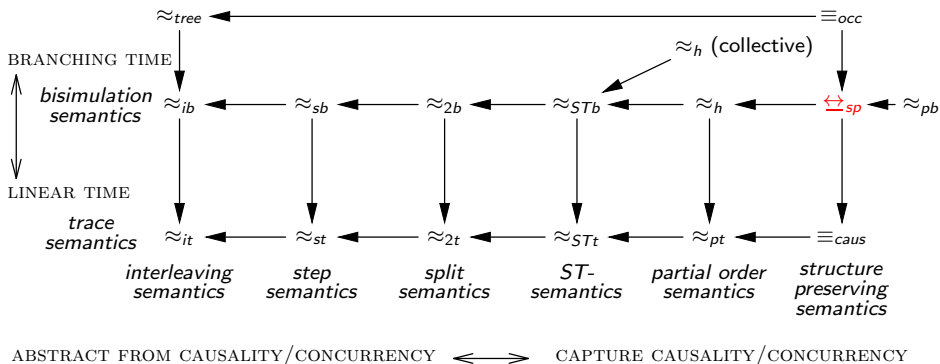 ≈tree ≡occ
≈h (collective)
BRANCHING TIME
bisimulation
semantics
≈ib ≈sb ≈2b ≈STb ≈h ↔sp ≈pb
LINEAR TIME
trace
semantics
≈it ≈st ≈2t ≈STt ≈pt ≡caus
interleaving
semantics
step
semantics
split
semantics
ST-
semantics
partial order
semantics
structure
preserving
semantics
ABSTRACT FROM CAUSALITY/CONCURRENCY CAPTURE CAUSALITY/CONCURRENCY